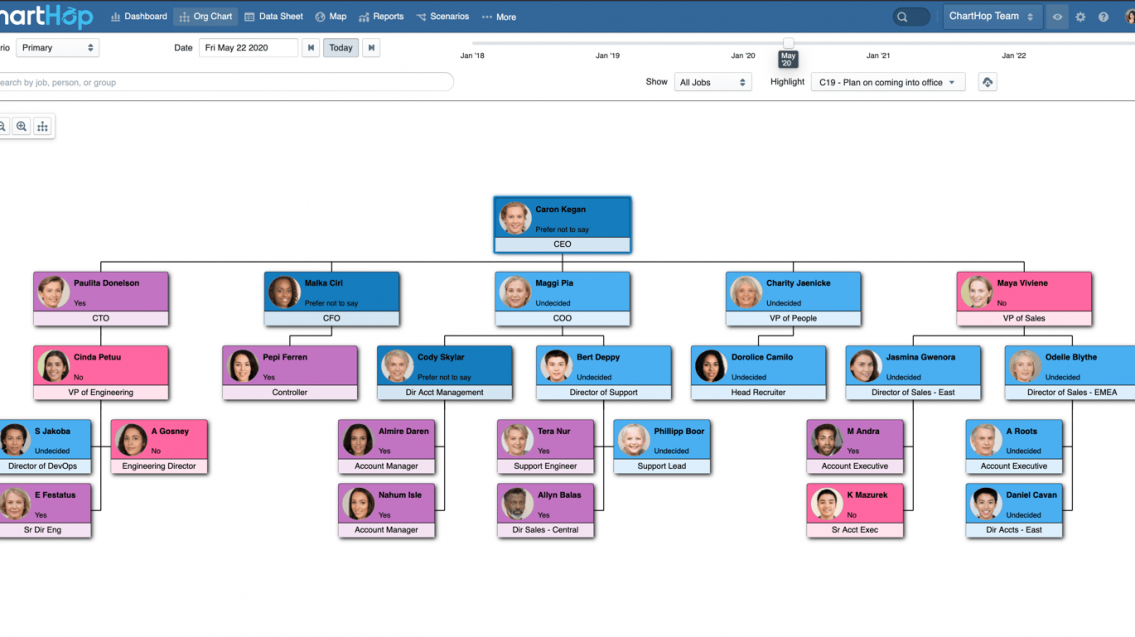 hartHop Dashboard Org Chart Data Sheet Map Reports Scenarios More ChartHop Team
rio Primary Date Fri May 22 2020 Today
Jan '18 Jan '19 Jan '20 May '20 Jan '21 Jan '22
earch by job, person, or group Show All Jobs Highlight C19 - Plan on coming into office
Caron Kegan
Prefer not to say
CEO
Paulita Donelson
Yes
CTO
Maika Ciri
Prefer not to say
CFO
Maggi Pia
Undecided
COO
Charity Jaenicke
Undecided
VP of People
Maya Viviene
No
VP of Sales
Cinda Petuu
No
VP of Engineering
Pepi Ferren
Yes
Controller
Cody Skylar
Prefer not to say
Dir Acct Management
Bert Deppy
Undecided
Director of Support
Dorolice Camilo
Undecided
Head Recruiter
Jasmina Gwenora
Undecided
Director of Sales - East
Odelle Blythe
Undecided
Director of Sales - EMEA
S Jakoba
Undecided
Director of DevOps
A Gosney
No
Engineering Director
Almire Daren
Yes
Account Manager
Tera Nur
Yes
Support Engineer
Phillipp Boor
Undecided
Support Lead
M Andra
Yes
Account Executive
A Roots
Undecided
Account Executive
E Festatus
Yes
Sr Dir Eng
Nahum Isle
Yes
Account Manager
Allyn Balas
Yes
Dir Sales - Central
K Mazurek
No
Sr Acct Exec
Daniel Cavan
Undecided
Dir Accts - East